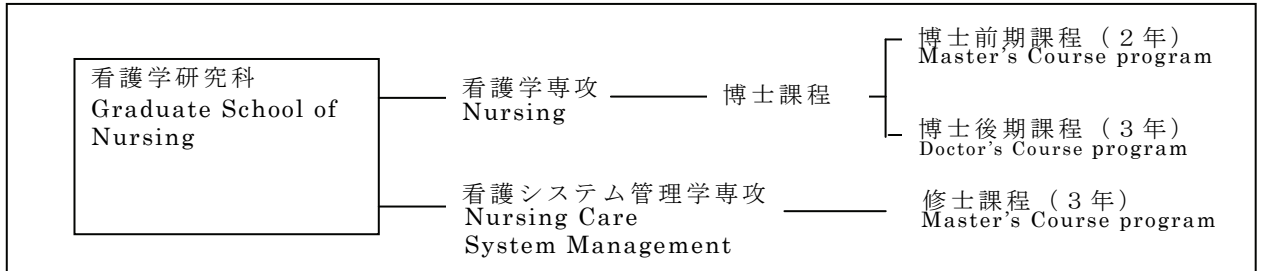 看護学研究科
Graduate School of
Nursing
看護学専攻
Nursing
博士課程
博士前期課程（２年）
Master's Course program
博士後期課程（３年）
Doctor's Course program
看護システム管理学専攻
Nursing Care
System Management
修士課程（３年）
Master's Course program